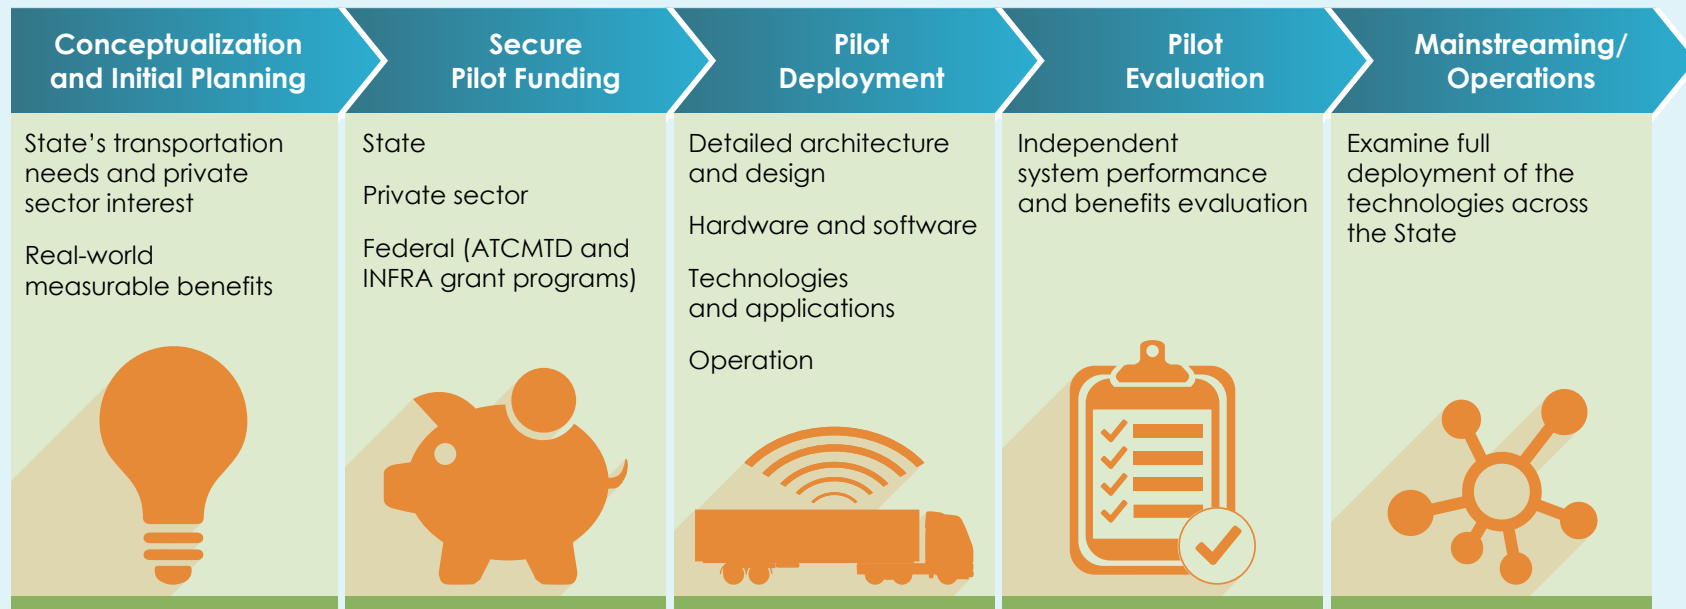 Conceptualization
and Initial Planning
State’s transportation
needs and private
sector interest
Real-world
measurable benefits
Secure
Pilot Funding
State
Private sector
Federal (ATCMTD and
INFRA grant programs)
Pilot
Deployment
Detailed architecture
and design
Hardware and software
Technologies
and applications
Operation
Pilot
Evaluation
Independent
system performance
and benefits evaluation
Mainstreaming/
Operations
Examine full
deployment of the
technologies across
the State